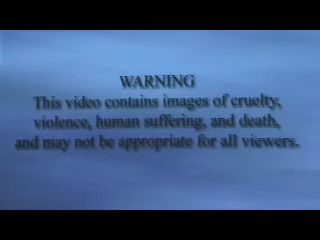 WARNING
This video contains images of cruelty,
violence, human suffering, and death,
and may not be appropriate for all viewers.